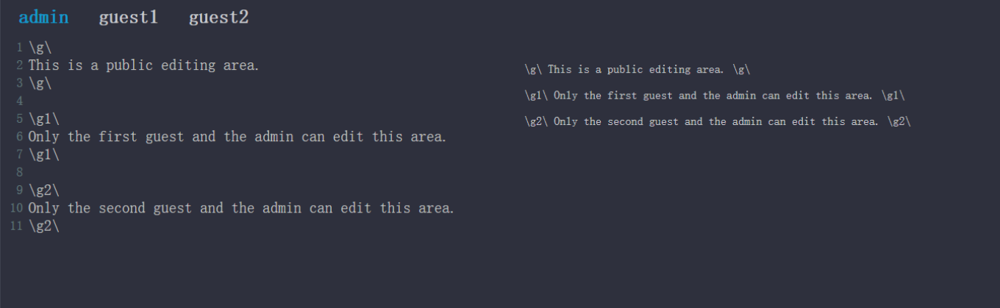 admin guest1 guest2
1 \g\
2 This is a public editing area.
3 \g\
4
5 \g1\
6 Only the first guest and the admin can edit this area.
7 \g1\
8
9 \g2\
10 Only the second guest and the admin can edit this area.
11 \g2\
\g\ This is a public editing area. \g\
\g1\ Only the first guest and the admin can edit this area. \g1\
\g2\ Only the second guest and the admin can edit this area. \g2\